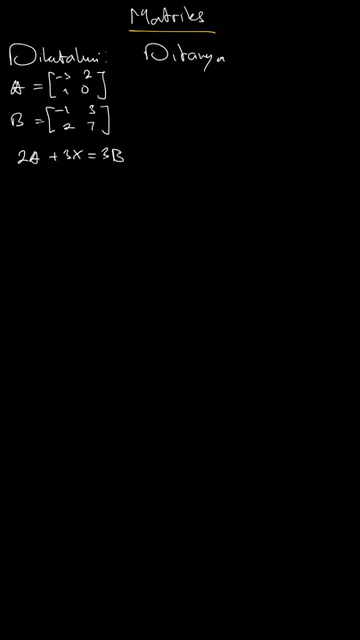 Matriks
Diketahui: Ditanya
A = [-3 2
1 0]
B = [-1 3
2 7]
2A + 3X = 3B